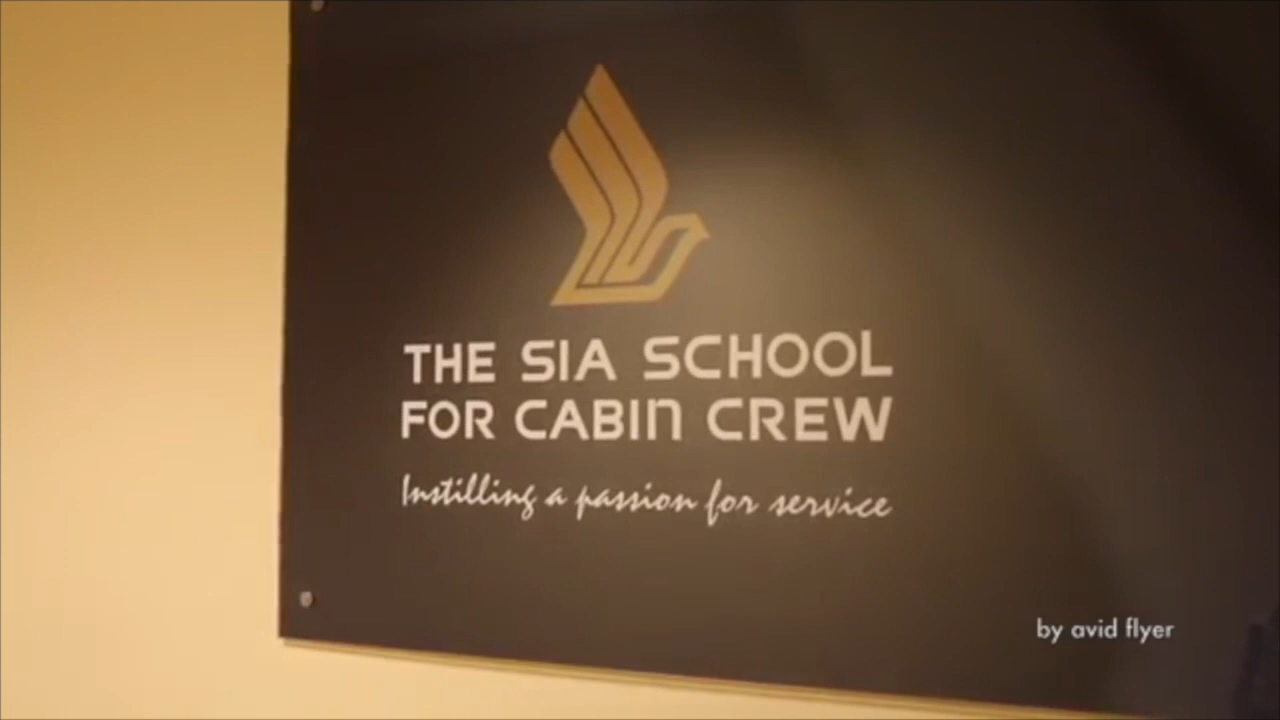 THE SIA SCHOOL
FOR CABIN CREW
Instilling a passion for service
by avid flyer